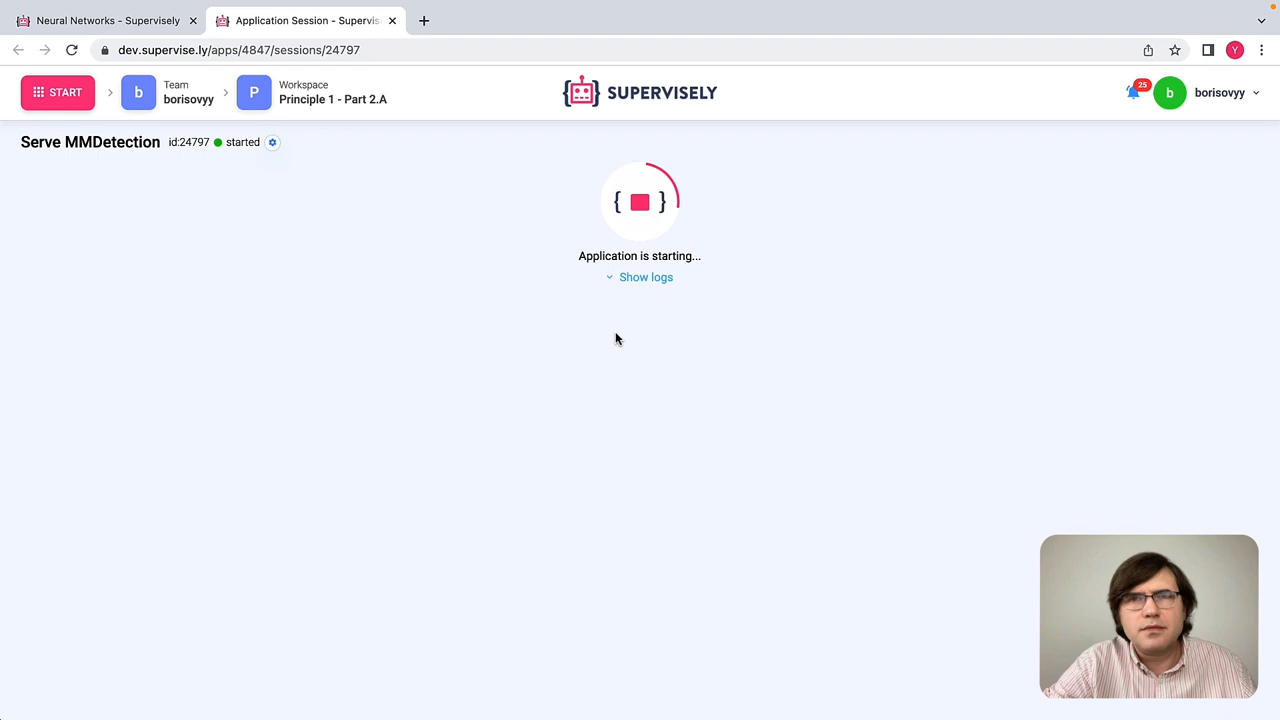 Neural Networks - Supervisely
Application Session - Supervis
dev.supervise.ly/apps/4847/sessions/24797
Y
START
b
Team
borisovyy
P
Workspace
Principle 1 - Part 2.A
SUPERVISELY
25
b
borisovyy
Serve MMDetection id:24797 started
Application is starting...
Show logs